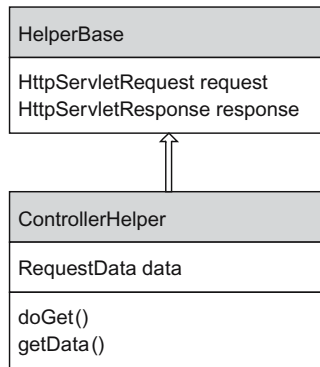 HelperBase
HttpServletRequest request
HttpServletResponse response
ControllerHelper
RequestData data
doGet()
getData()